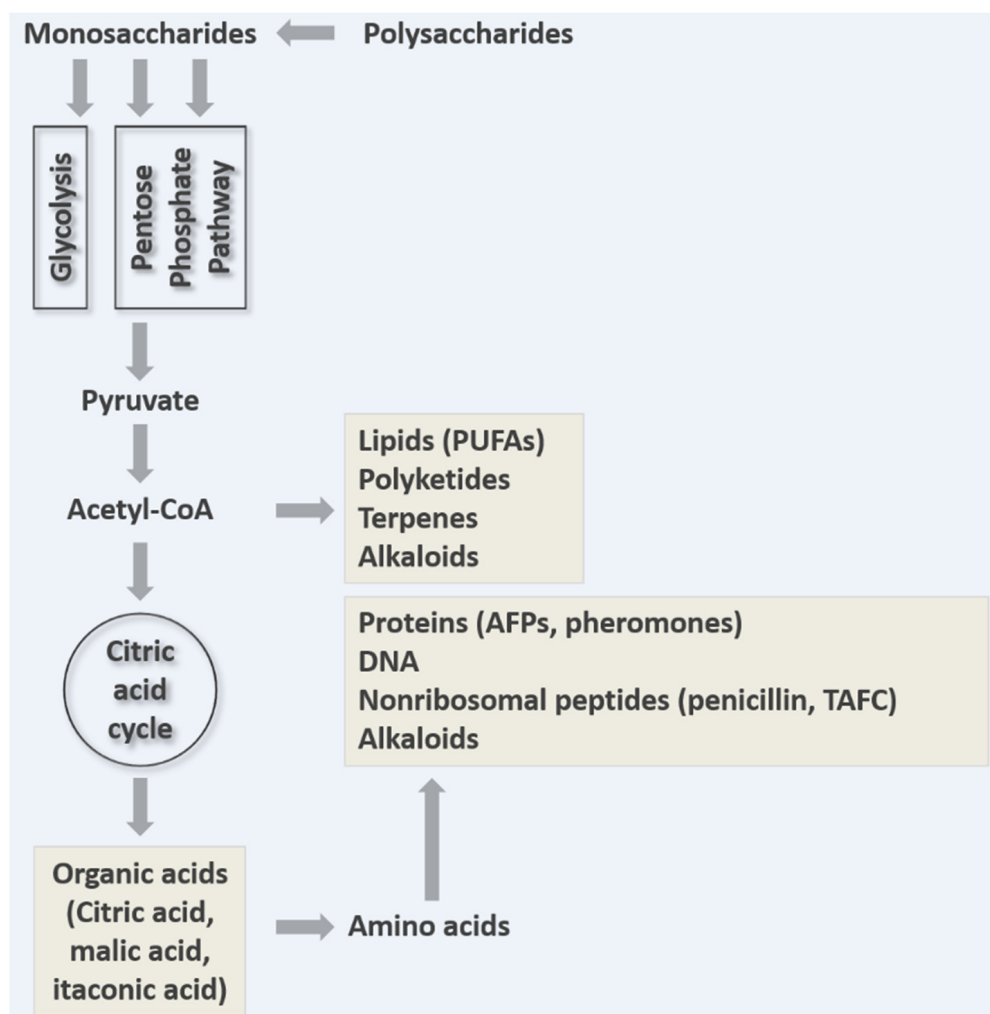 Monosaccharides
Polysaccharides
Glycolysis
Pentose
Phosphate
Pathway
Pyruvate
Acetyl-CoA
Lipids (PUFAs)
Polyketides
Terpenes
Alkaloids
Citric
acid
cycle
Proteins (AFPs, pheromones)
DNA
Nonribosomal peptides (penicillin, TAFC)
Alkaloids
Organic acids
(Citric acid,
malic acid,
itaconic acid)
Amino acids